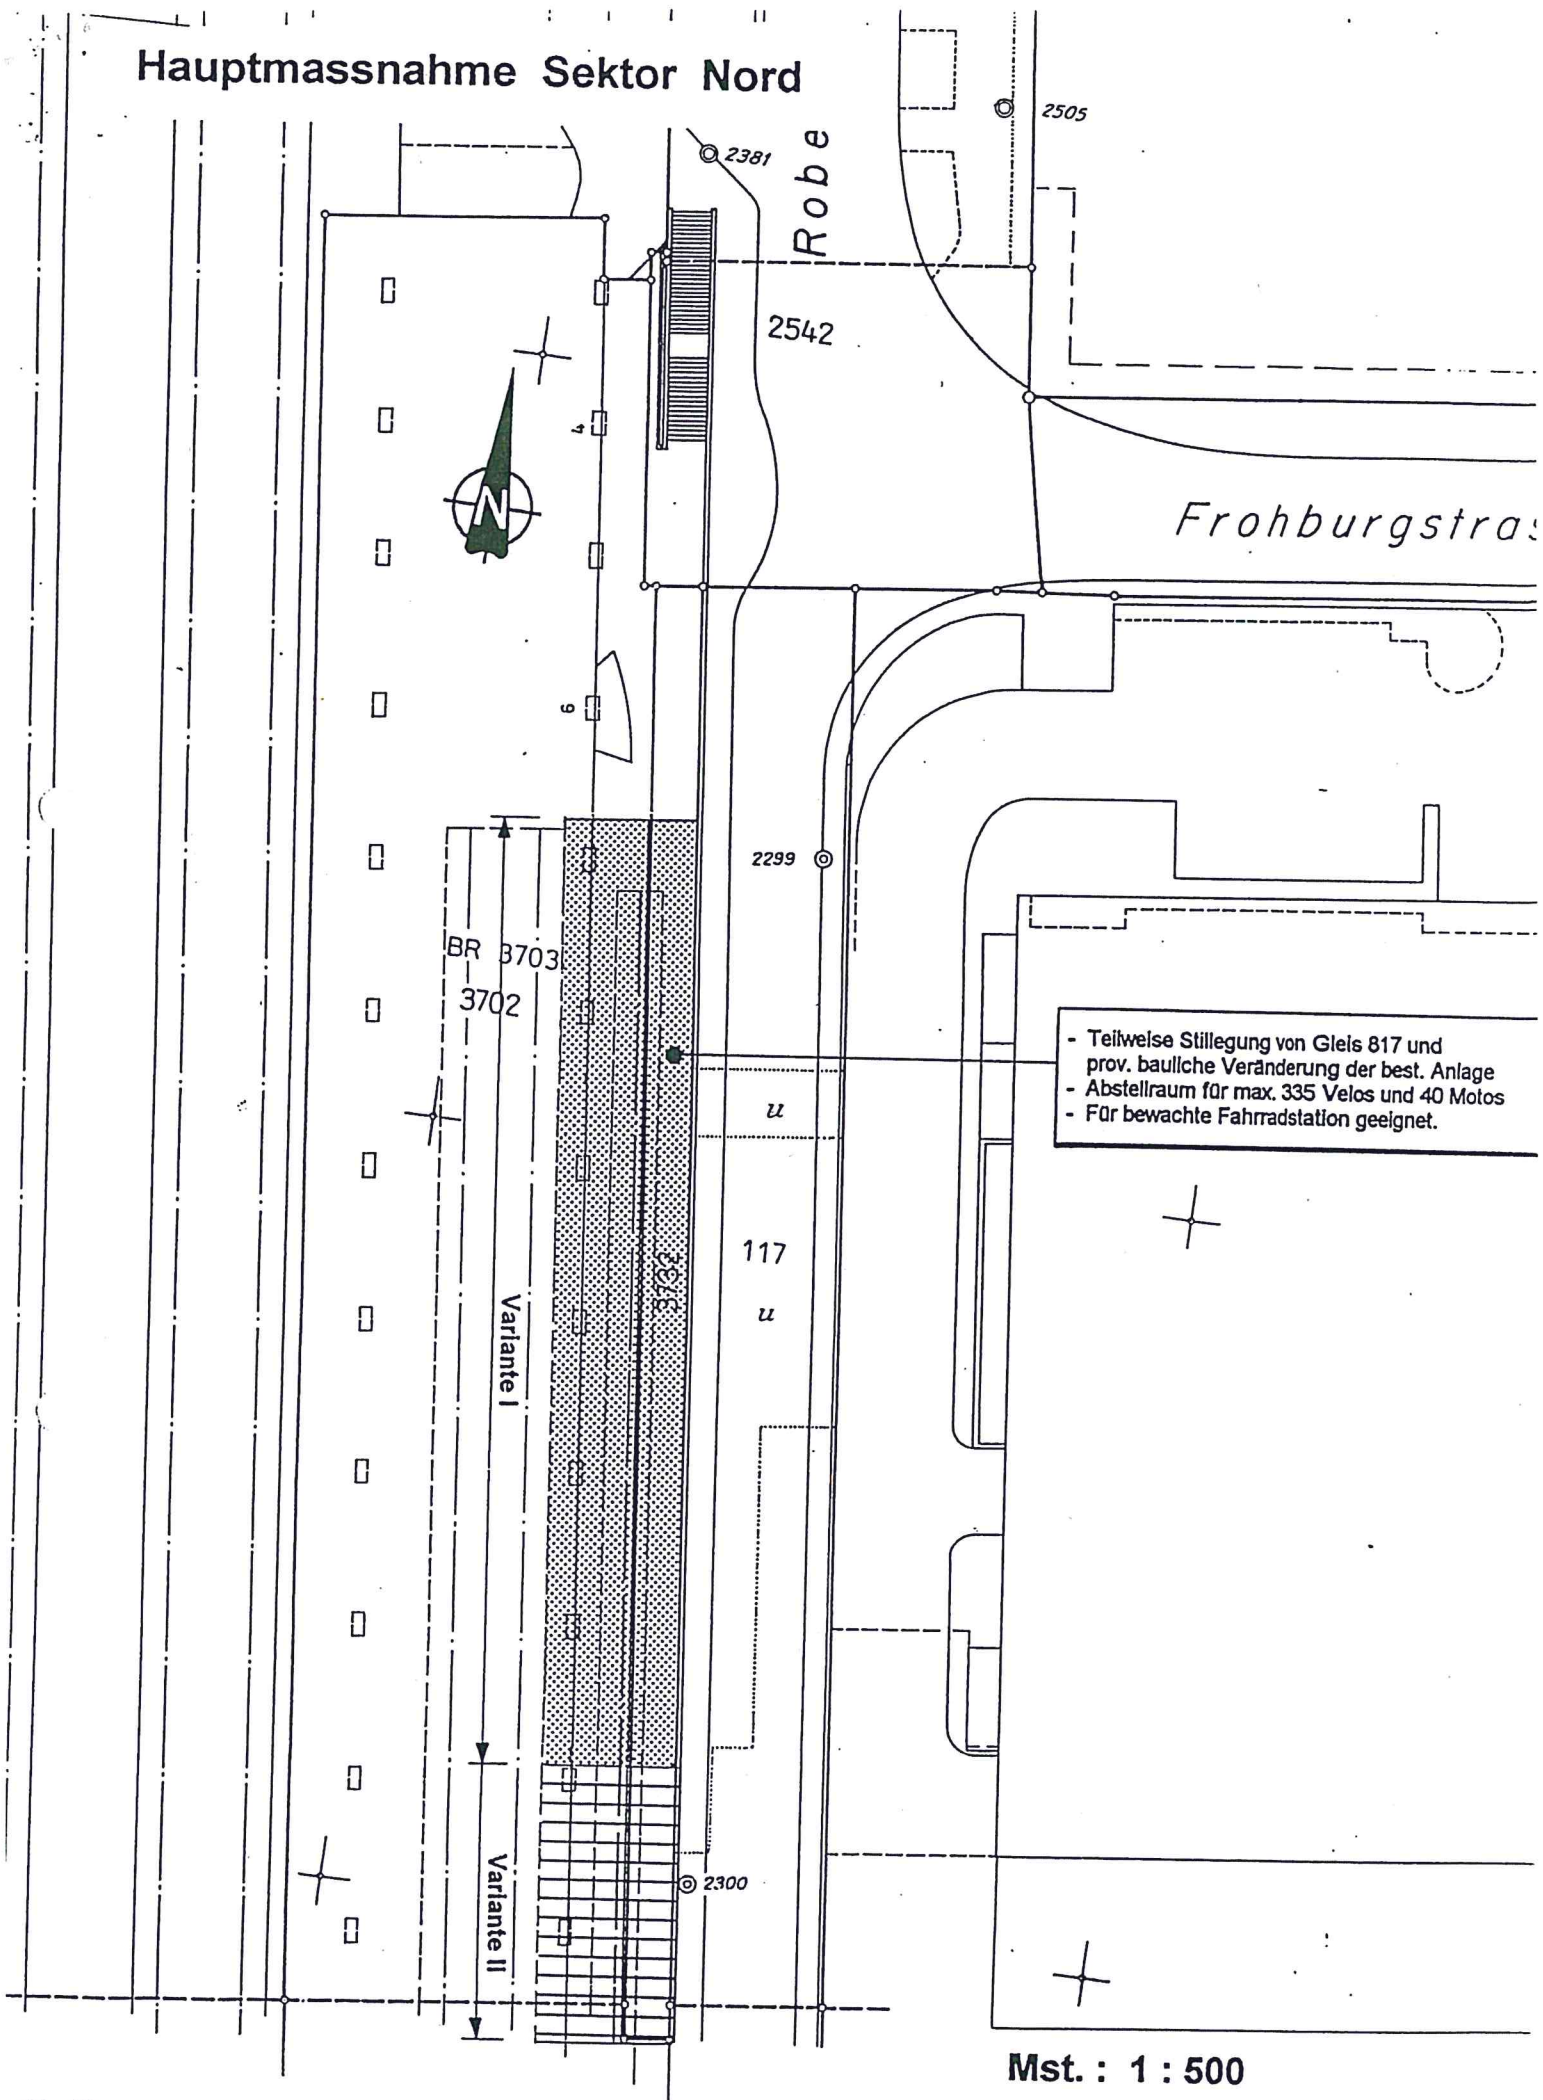 Hauptmassnahme Sektor Nord
2505
2381
Robe
2542
4
N
Frohburgstras
6
2299
BR 3703
3702
- Teilweise Stillegung von Gleis 817 und
prov. bauliche Veränderung der best. Anlage
- Abstellraum für max. 335 Velos und 40 Motos
- Für bewachte Fahrradstation geeignet.
u
117
u
Variante I
2300
Variante II
Mst. : 1 : 500